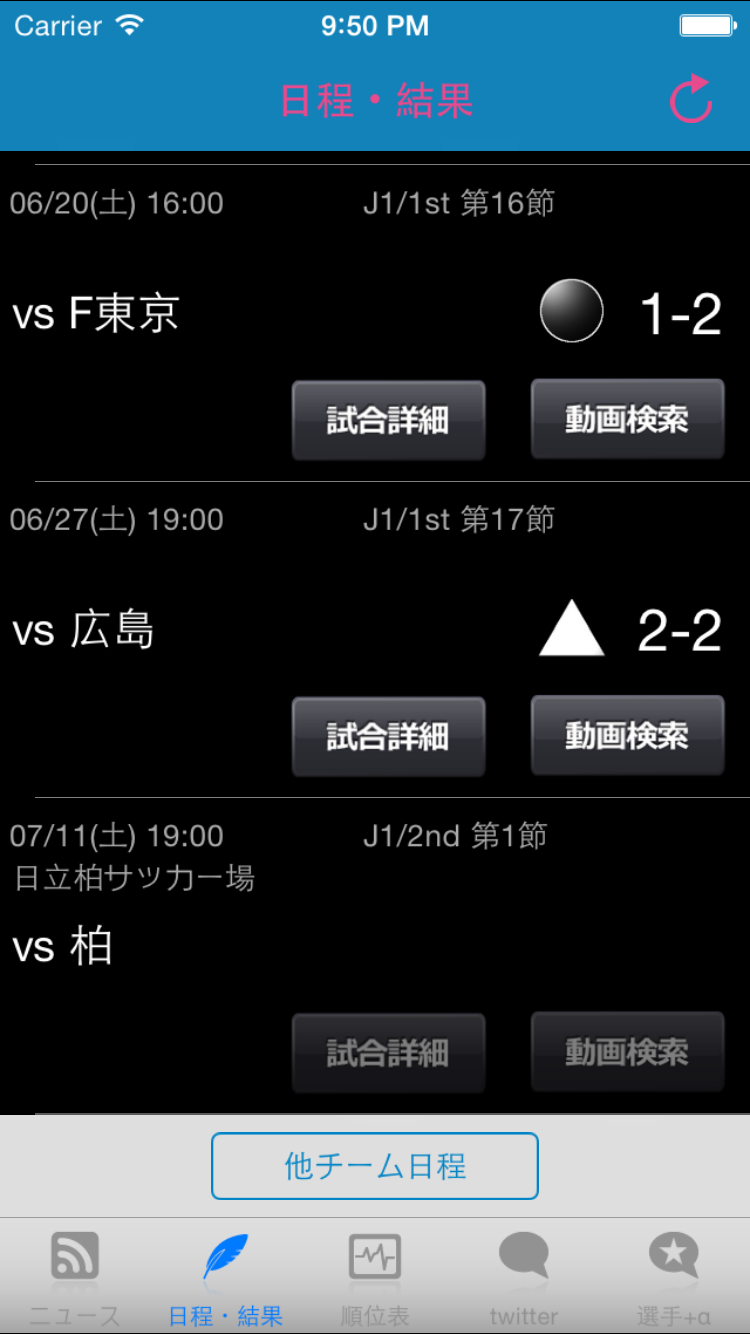 Carrier 9:50 PM
日程・結果
06/20(土) 16:00 J1/1st 第16節
vs F東京 1-2
試合詳細 動画検索
06/27(土) 19:00 J1/1st 第17節
vs 広島 2-2
試合詳細 動画検索
07/11(土) 19:00 J1/2nd 第1節
日立柏サッカー場
vs 柏
試合詳細 動画検索
他チーム日程
ニュース 日程・結果 順位表 twitter 選手+α